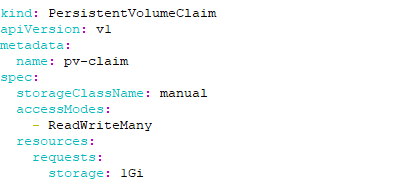 kind: PersistentVolumeClaim
apiVersion: v1
metadata:
  name: pv-claim
spec:
  storageClassName: manual
  accessModes:
    - ReadWriteMany
  resources:
    requests:
      storage: 1Gi